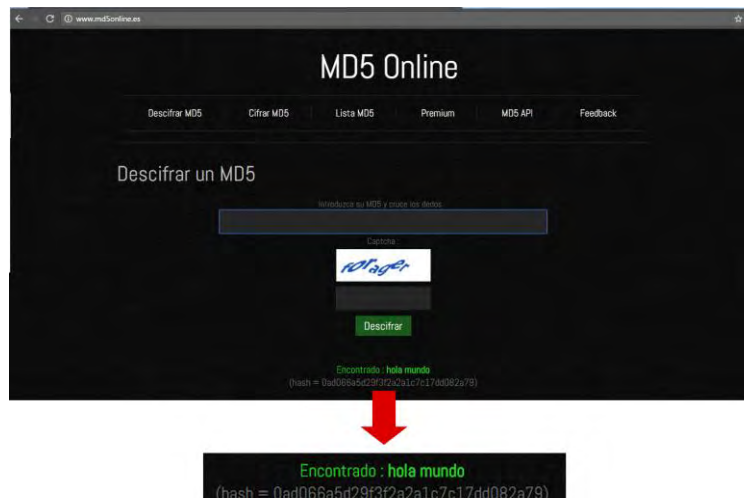 www.md5online.es
MD5 Online
Descifrar MD5 Cifrar MD5 Lista MD5 Premium MD5 API Feedback
Descifrar un MD5
Introduzca su MD5 y cruce los dedos
Captcha
forager
Descifrar
Encontrado : hola mundo
(hash = 0ad066a5d29f3f2a2a1c7c17dd082a79)
Encontrado : hola mundo
(hash = 0ad066a5d29f3f2a2a1c7c17dd082a79)